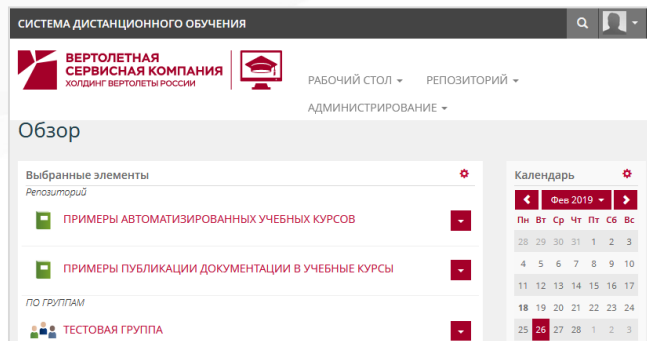 СИСТЕМА ДИСТАНЦИОННОГО ОБУЧЕНИЯ
ВЕРТОЛЕТНАЯ
СЕРВИСНАЯ КОМПАНИЯ
ХОЛДИНГ ВЕРТОЛЕТЫ РОССИИ
РАБОЧИЙ СТОЛ РЕПОЗИТОРИЙ
АДМИНИСТРИРОВАНИЕ
Обзор
Выбранные элементы
Репозиторий
ПРИМЕРЫ АВТОМАТИЗИРОВАННЫХ УЧЕБНЫХ КУРСОВ
ПРИМЕРЫ ПУБЛИКАЦИИ ДОКУМЕНТАЦИИ В УЧЕБНЫЕ КУРСЫ
ПО ГРУППАМ
ТЕСТОВАЯ ГРУППА
Календарь
Фев 2019
Пн Вт Ср Чт Пт Сб Вс
28 29 30 31 1 2 3
4 5 6 7 8 9 10
11 12 13 14 15 16 17
18 19 20 21 22 23 24
25 26 27 28 1 2 3